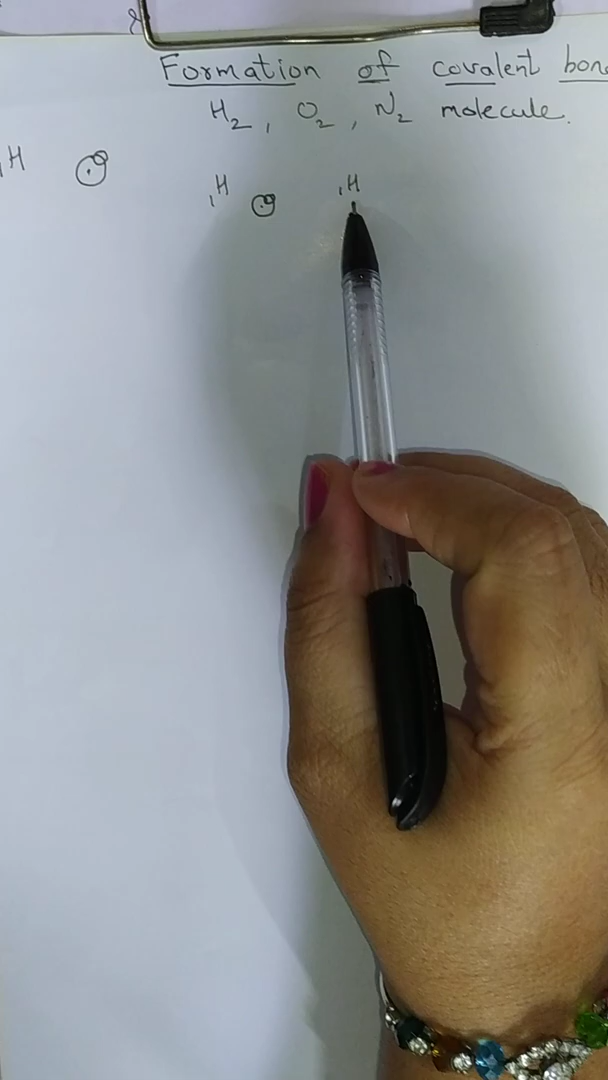 Formation of covalent bon
H₂, O₂, N₂ molecule.
₁H ₁H ₁H